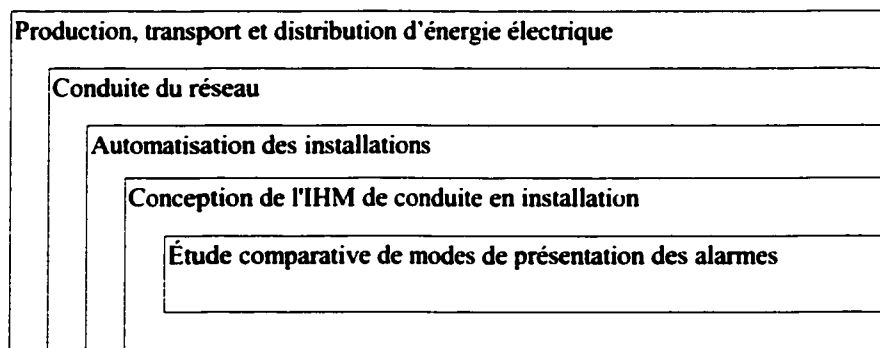 Production, transport et distribution d'énergie électrique
Conduite du réseau
Automatisation des installations
Conception de l'IHM de conduite en installation
Étude comparative de modes de présentation des alarmes